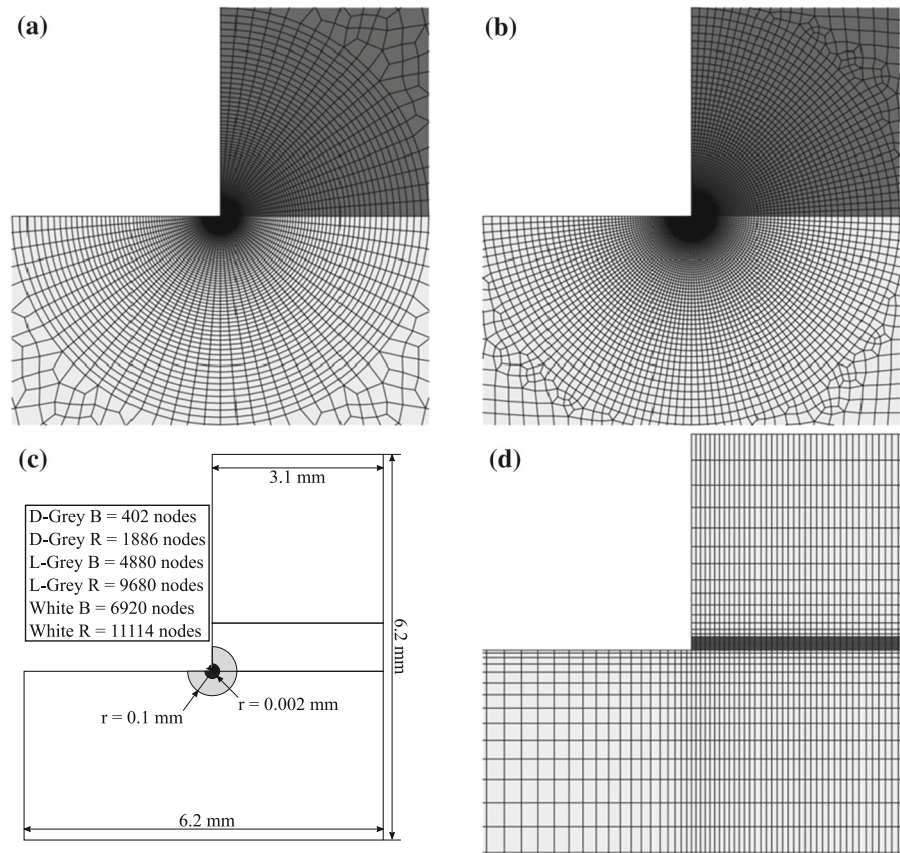 (a)
(b)
(c)
3.1 mm
D-Grey B = 402 nodes
D-Grey R = 1886 nodes
L-Grey B = 4880 nodes
L-Grey R = 9680 nodes
White B = 6920 nodes
White R = 11114 nodes
6.2 mm
r = 0.002 mm
r = 0.1 mm
6.2 mm
(d)